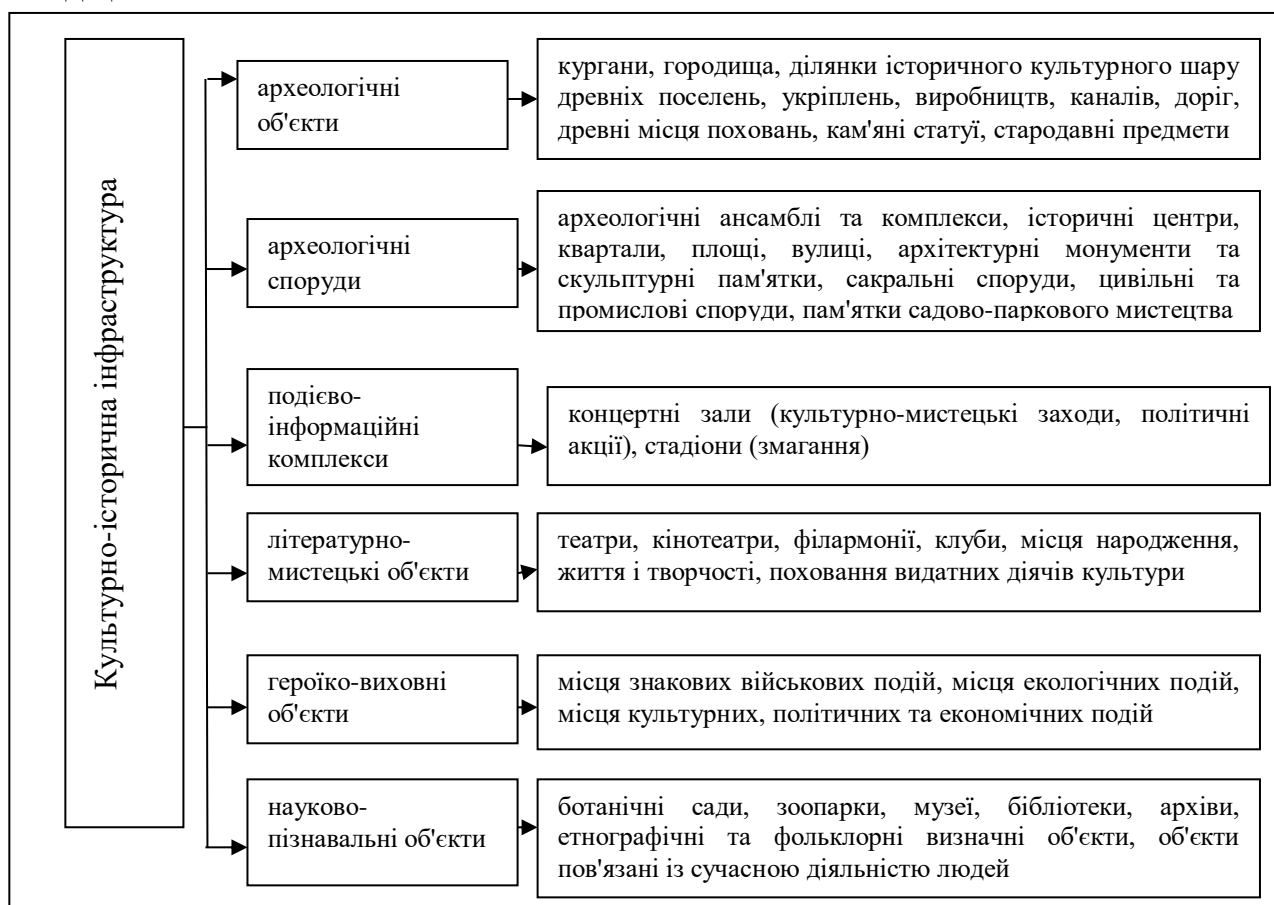 Культурно-історична інфраструктура
археологічні
об'єкти
кургани, городища, ділянки історичного культурного шару
древніх поселень, укріплень, виробництв, каналів, доріг,
древні місця поховань, кам'яні статуї, стародавні предмети
археологічні
споруди
археологічні ансамблі та комплекси, історичні центри,
квартали, площі, вулиці, архітектурні монументи та
скульптурні пам'ятки, сакральні споруди, цивільні та
промислові споруди, пам'ятки садово-паркового мистецтва
подієво-
інформаційні
комплекси
концертні зали (культурно-мистецькі заходи, політичні
акції), стадіони (змагання)
літературно-
мистецькі об'єкти
театри, кінотеатри, філармонії, клуби, місця народження,
життя і творчості, поховання видатних діячів культури
героїко-виховні
об'єкти
місця знакових військових подій, місця екологічних подій,
місця культурних, політичних та економічних подій
науково-
пізнавальні об'єкти
ботанічні сади, зоопарки, музеї, бібліотеки, архіви,
етнографічні та фольклорні визначні об'єкти, об'єкти
пов'язані із сучасною діяльністю людей